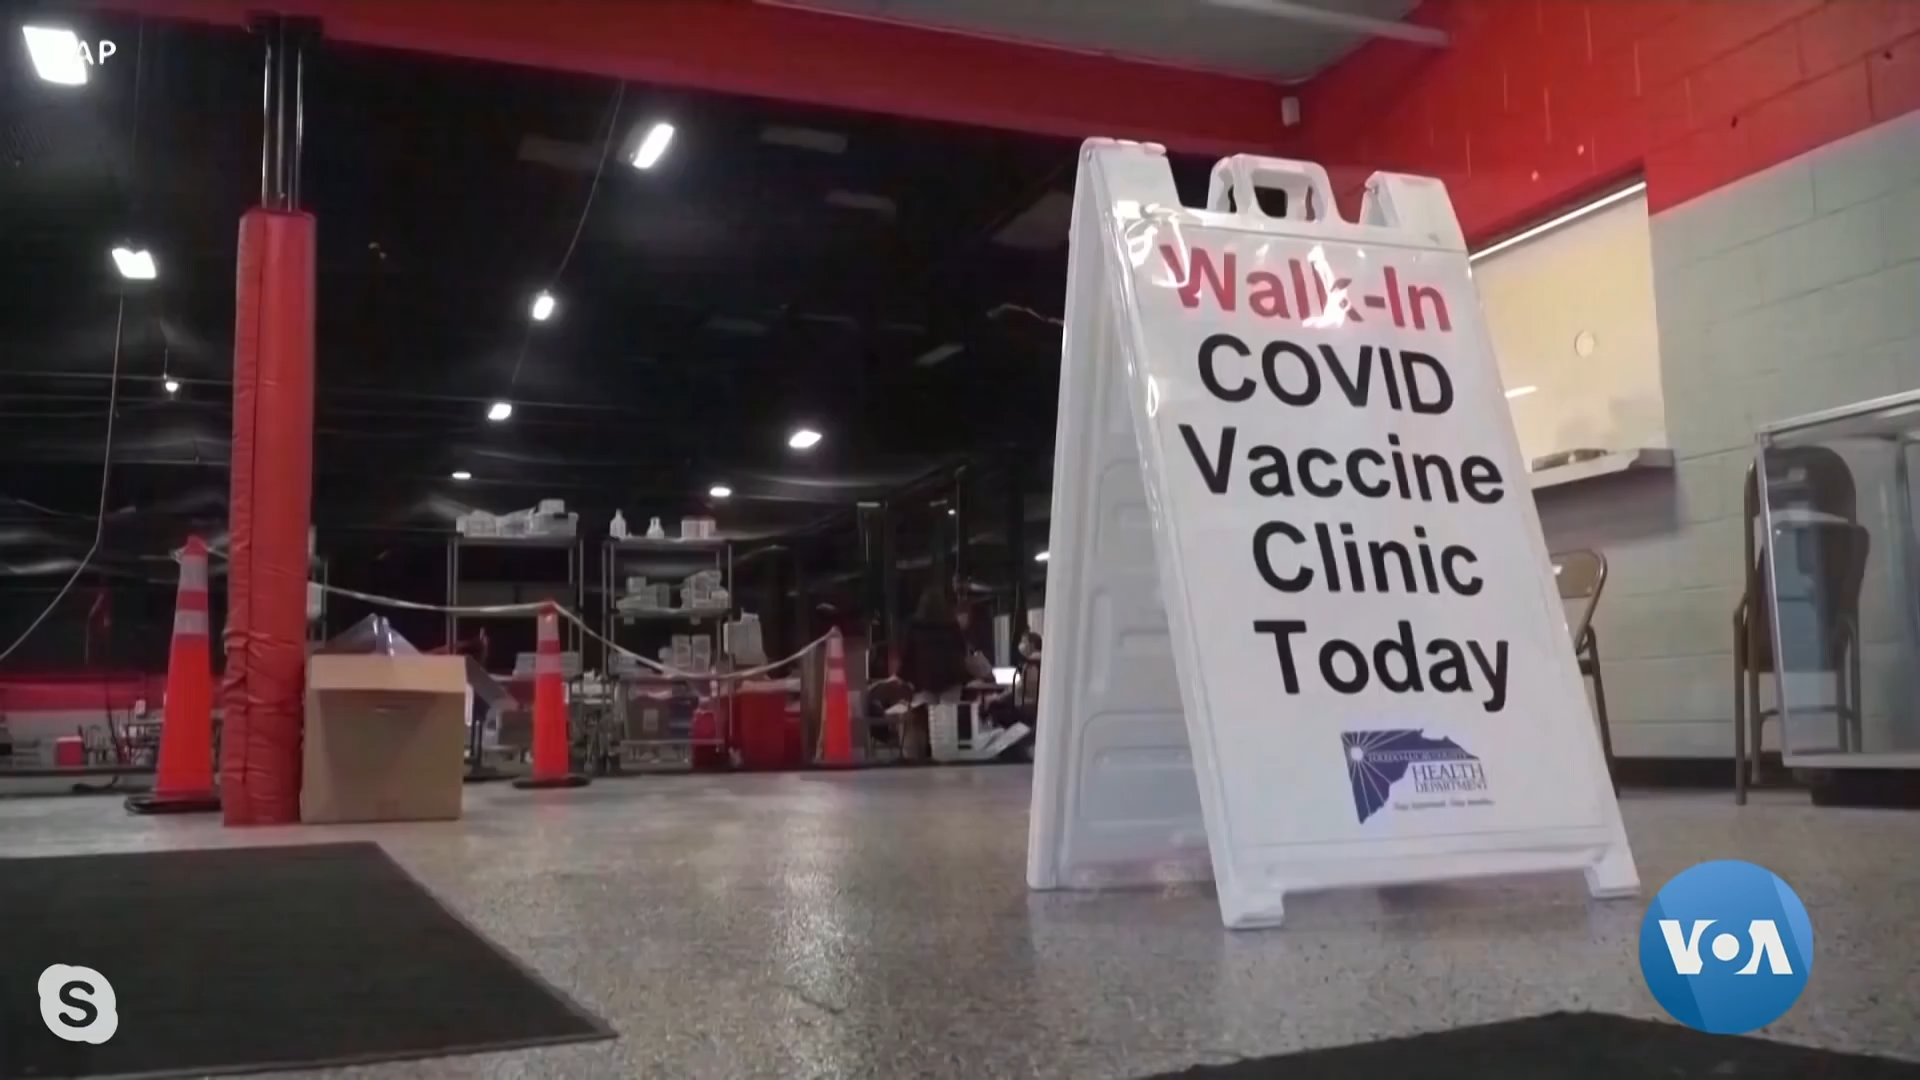 AP
Walk-In
COVID
Vaccine
Clinic
Today
HEALTH
DEPARTMENT
S
VOA